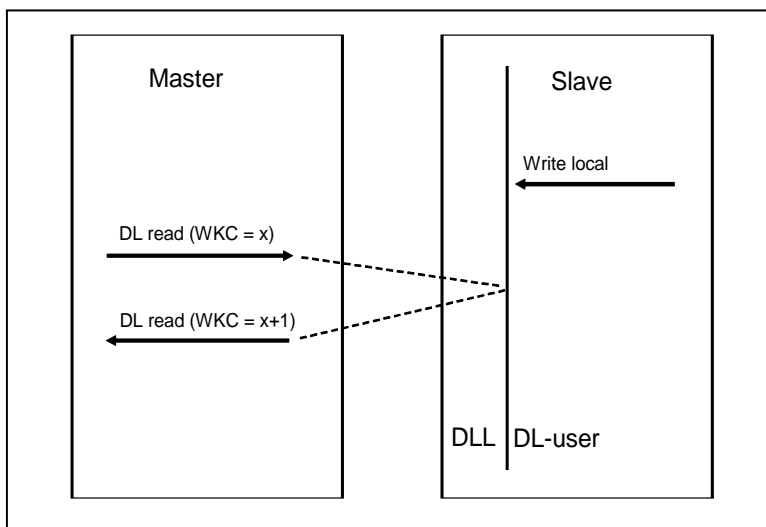 Master
Slave
Write local
DL read (WKC = x)
DL read (WKC = x+1)
DLL DL-user